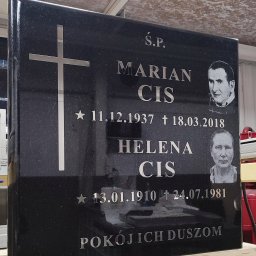 Ś.P.
MARIAN
CIS
★ 11.12.1937 † 18.03.2018
HELENA
CIS
★ 13.01.1910 † 24.07.1981
POKÓJ ICH DUSZOM